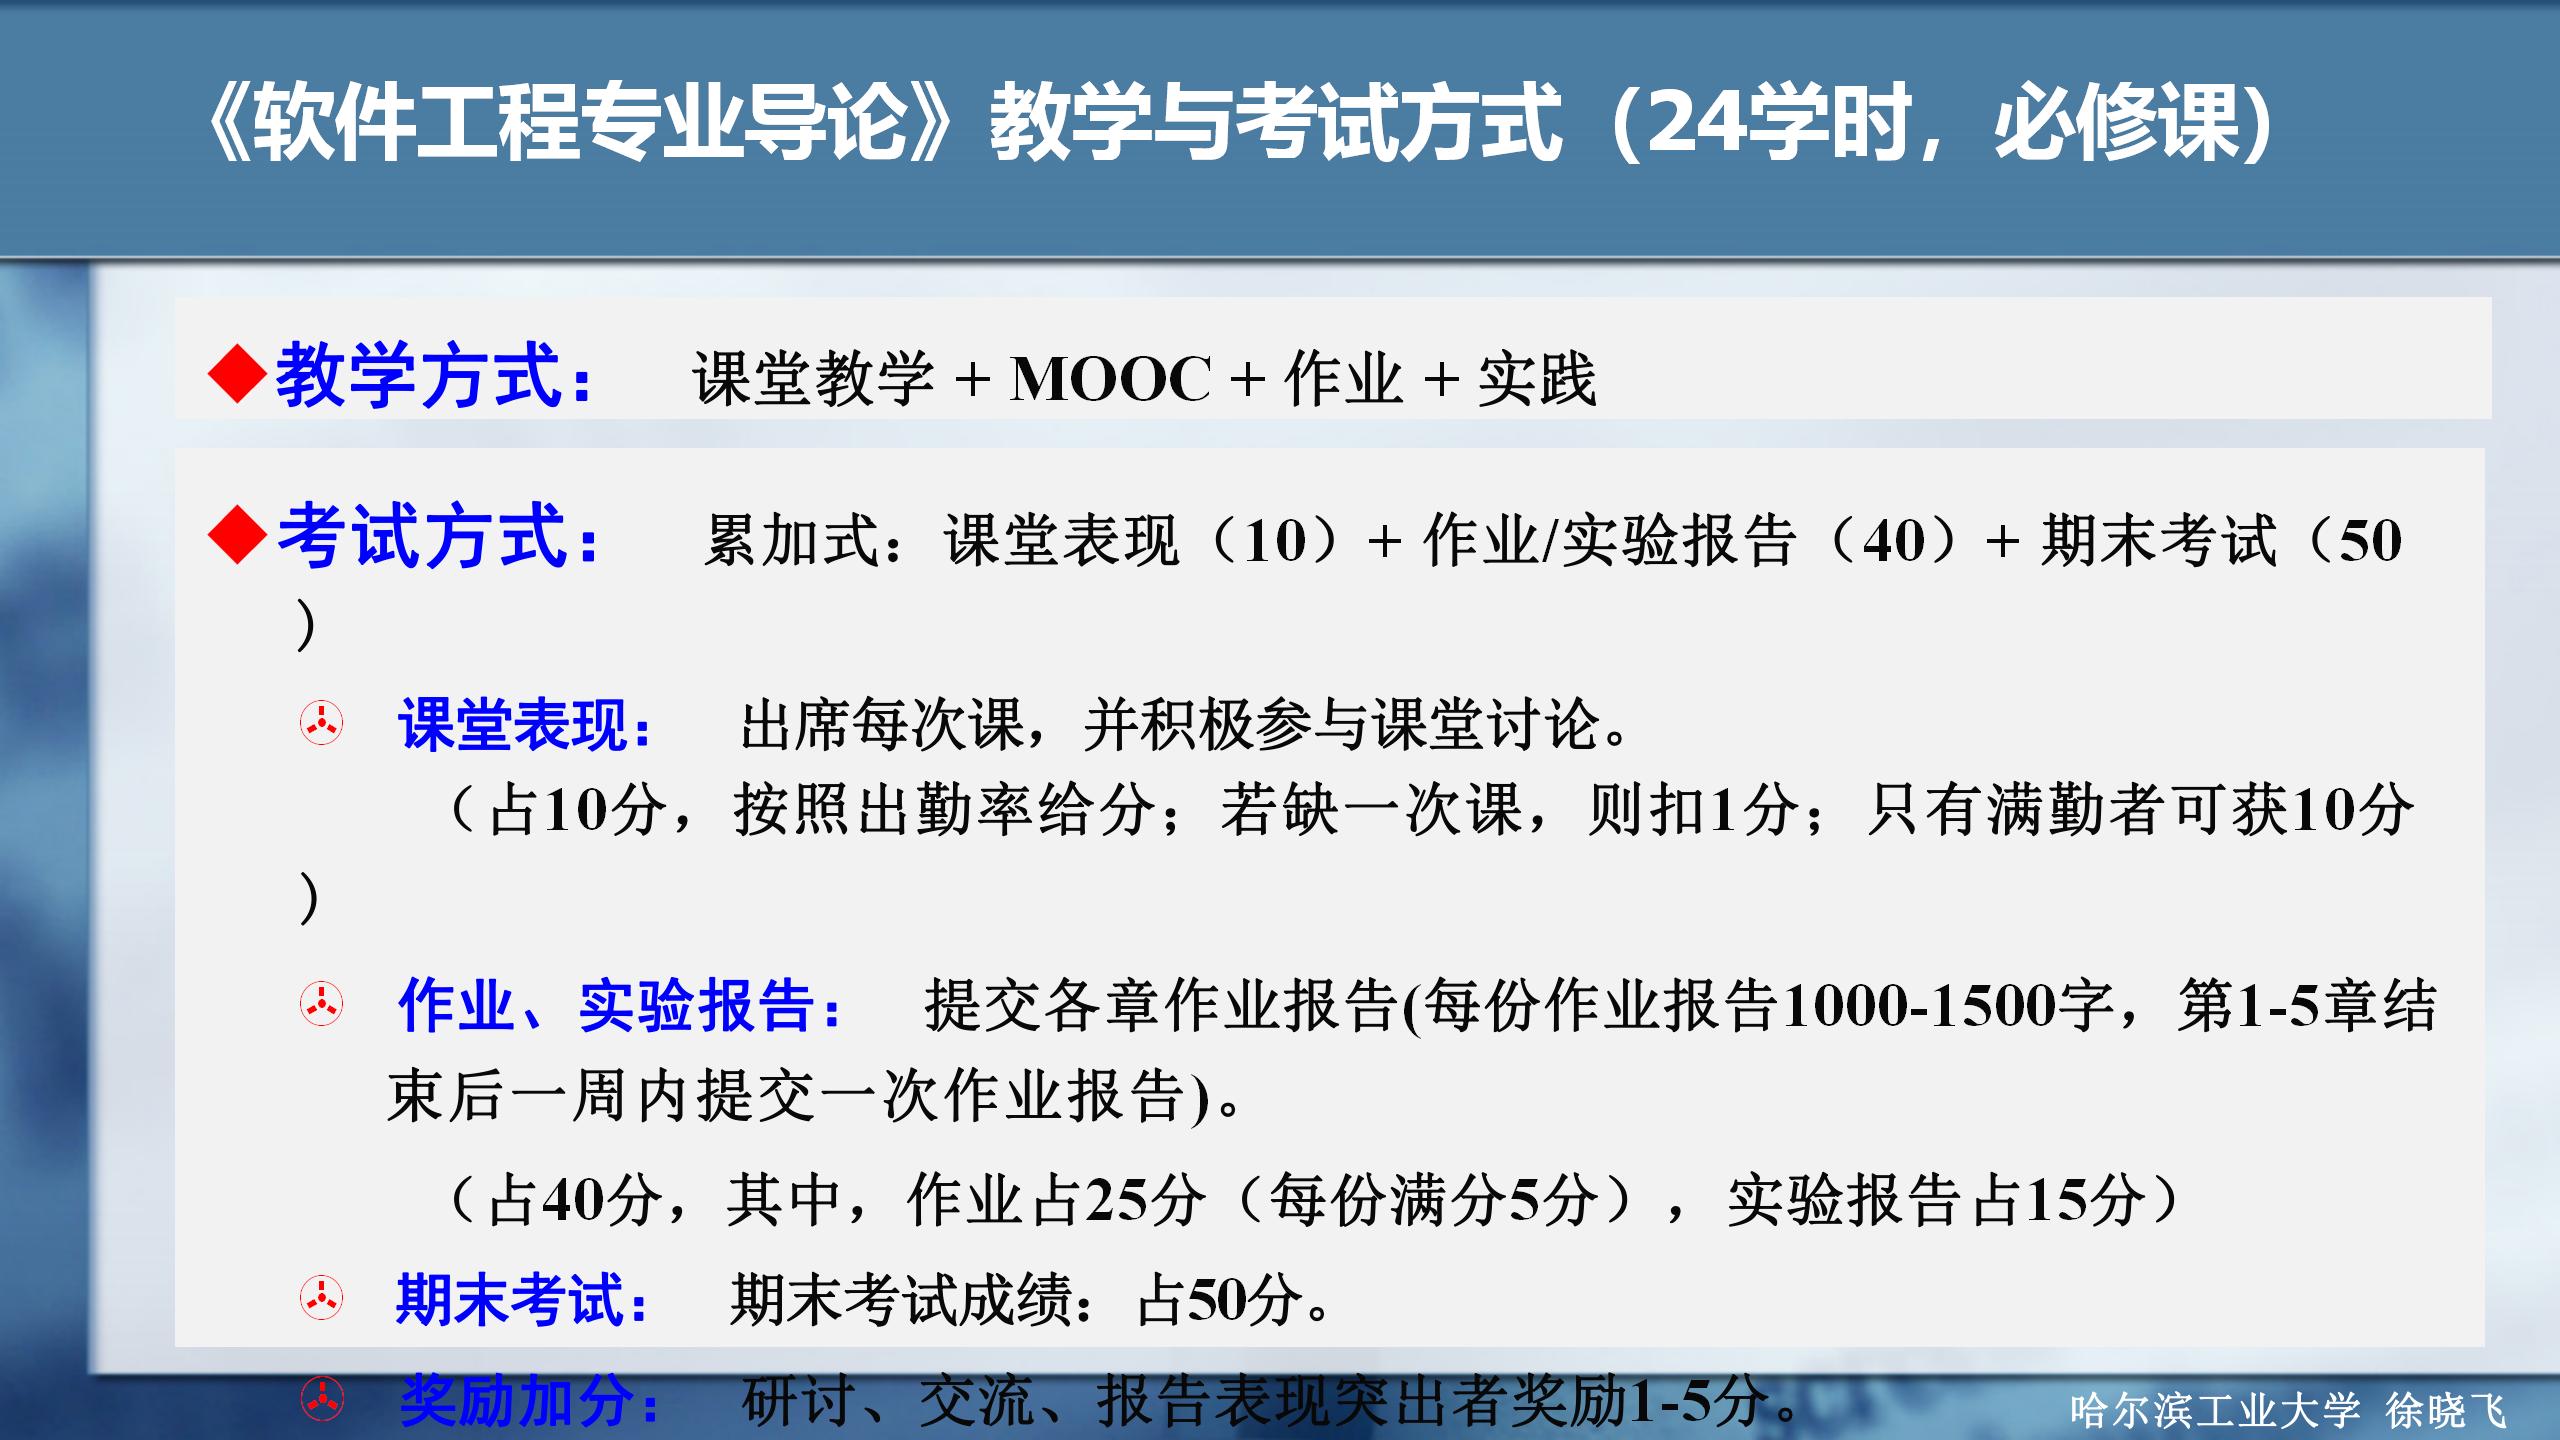 《软件工程专业导论》教学与考试方式（24学时，必修课）
◆教学方式： 课堂教学 + MOOC + 作业 + 实践
◆考试方式： 累加式：课堂表现（10）+ 作业/实验报告（40）+ 期末考试（50
）
课堂表现： 出席每次课，并积极参与课堂讨论。
（占10分，按照出勤率给分；若缺一次课，则扣1分；只有满勤者可获10分
）
作业、实验报告： 提交各章作业报告(每份作业报告1000-1500字，第1-5章结
束后一周内提交一次作业报告)。
（占40分，其中，作业占25分（每份满分5分），实验报告占15分）
期末考试： 期末考试成绩：占50分。
奖励加分： 研讨、交流、报告表现突出者奖励1-5分。
哈尔滨工业大学 徐晓飞